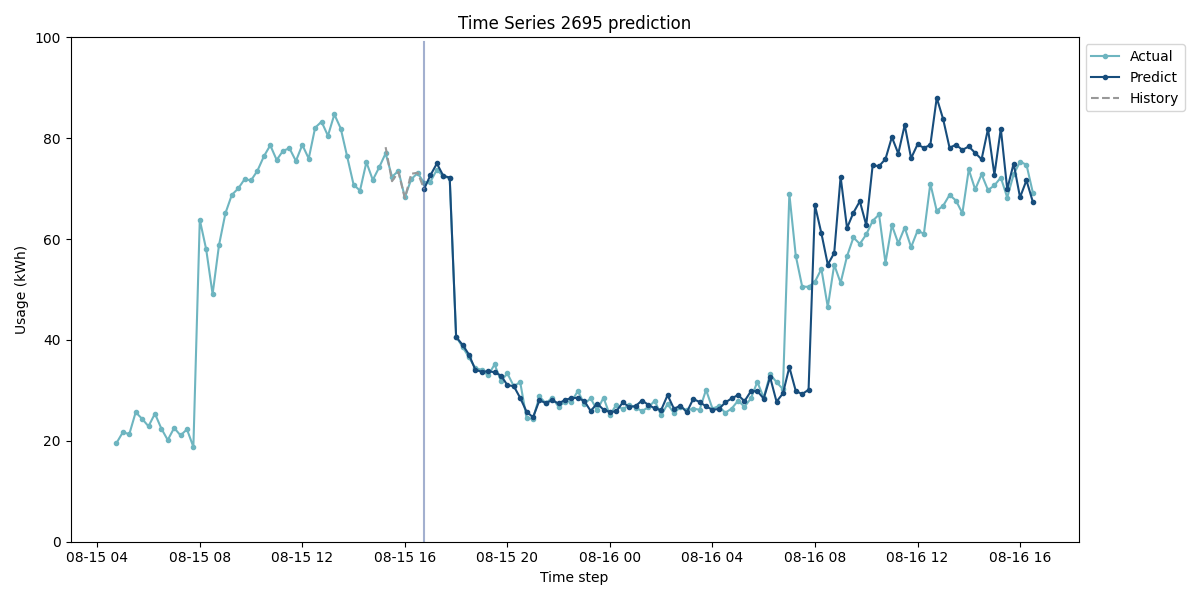 Time Series 2695 prediction
100
80
60
40
20
0
Usage (kWh)
08-15 04 08-15 08 08-15 12 08-15 16 08-15 20 08-16 00 08-16 04 08-16 08 08-16 12 08-16 16
Time step
Actual
Predict
History